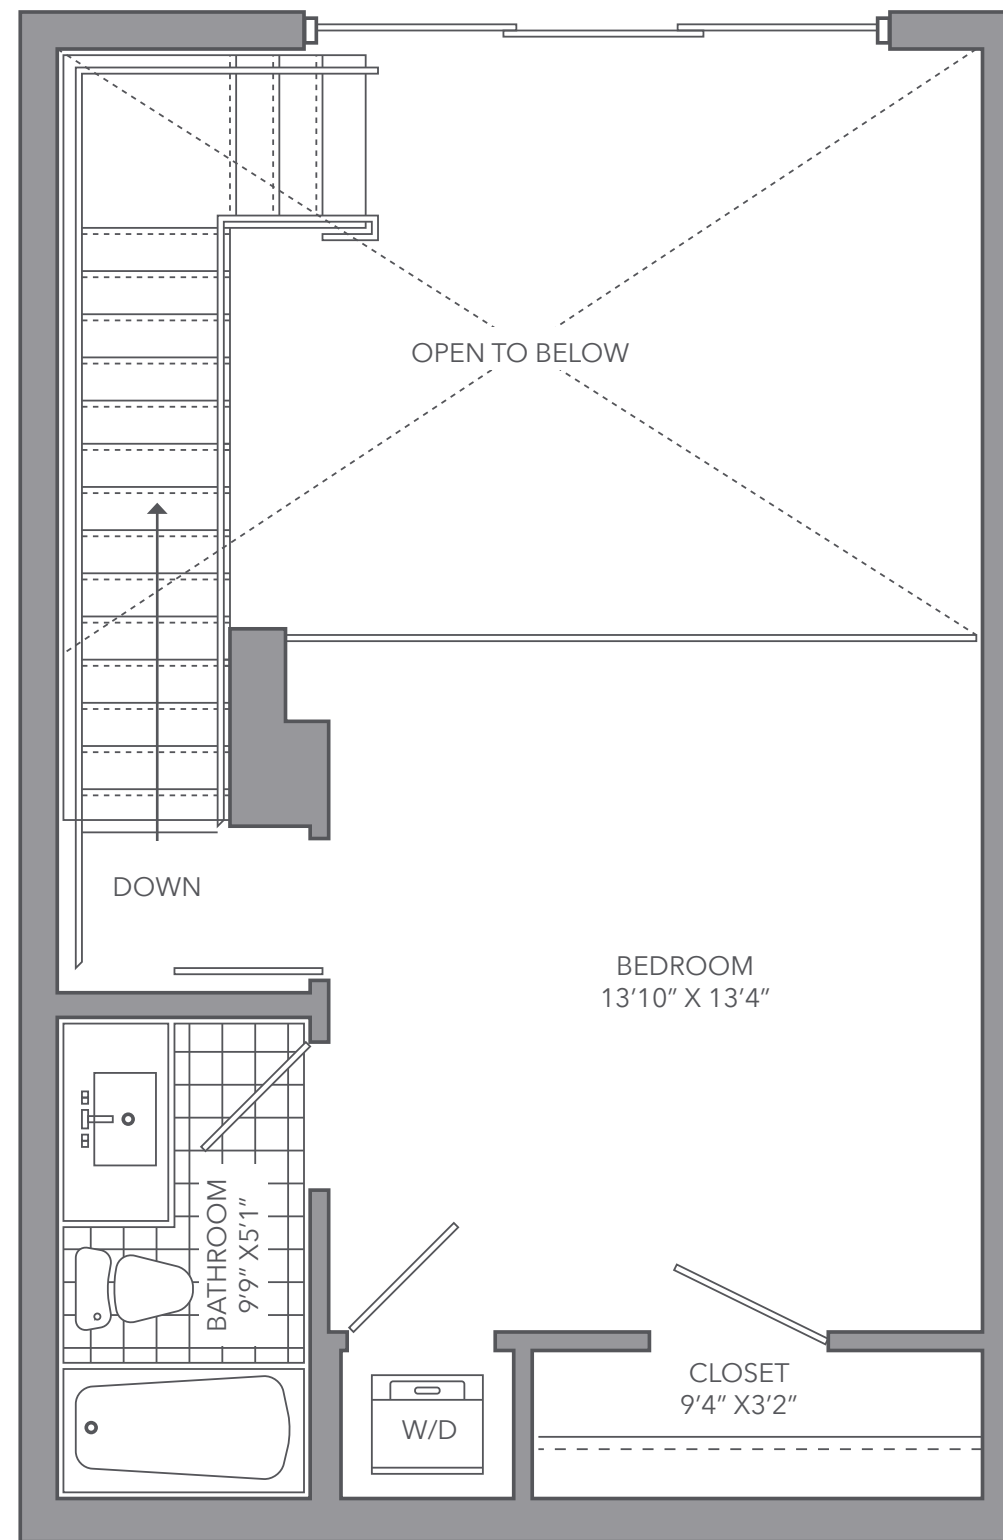 OPEN TO BELOW
DOWN
BEDROOM
13’10” X 13’4”
BATHROOM
9’9” X5’1”
CLOSET
9’4” X3’2”
W/D